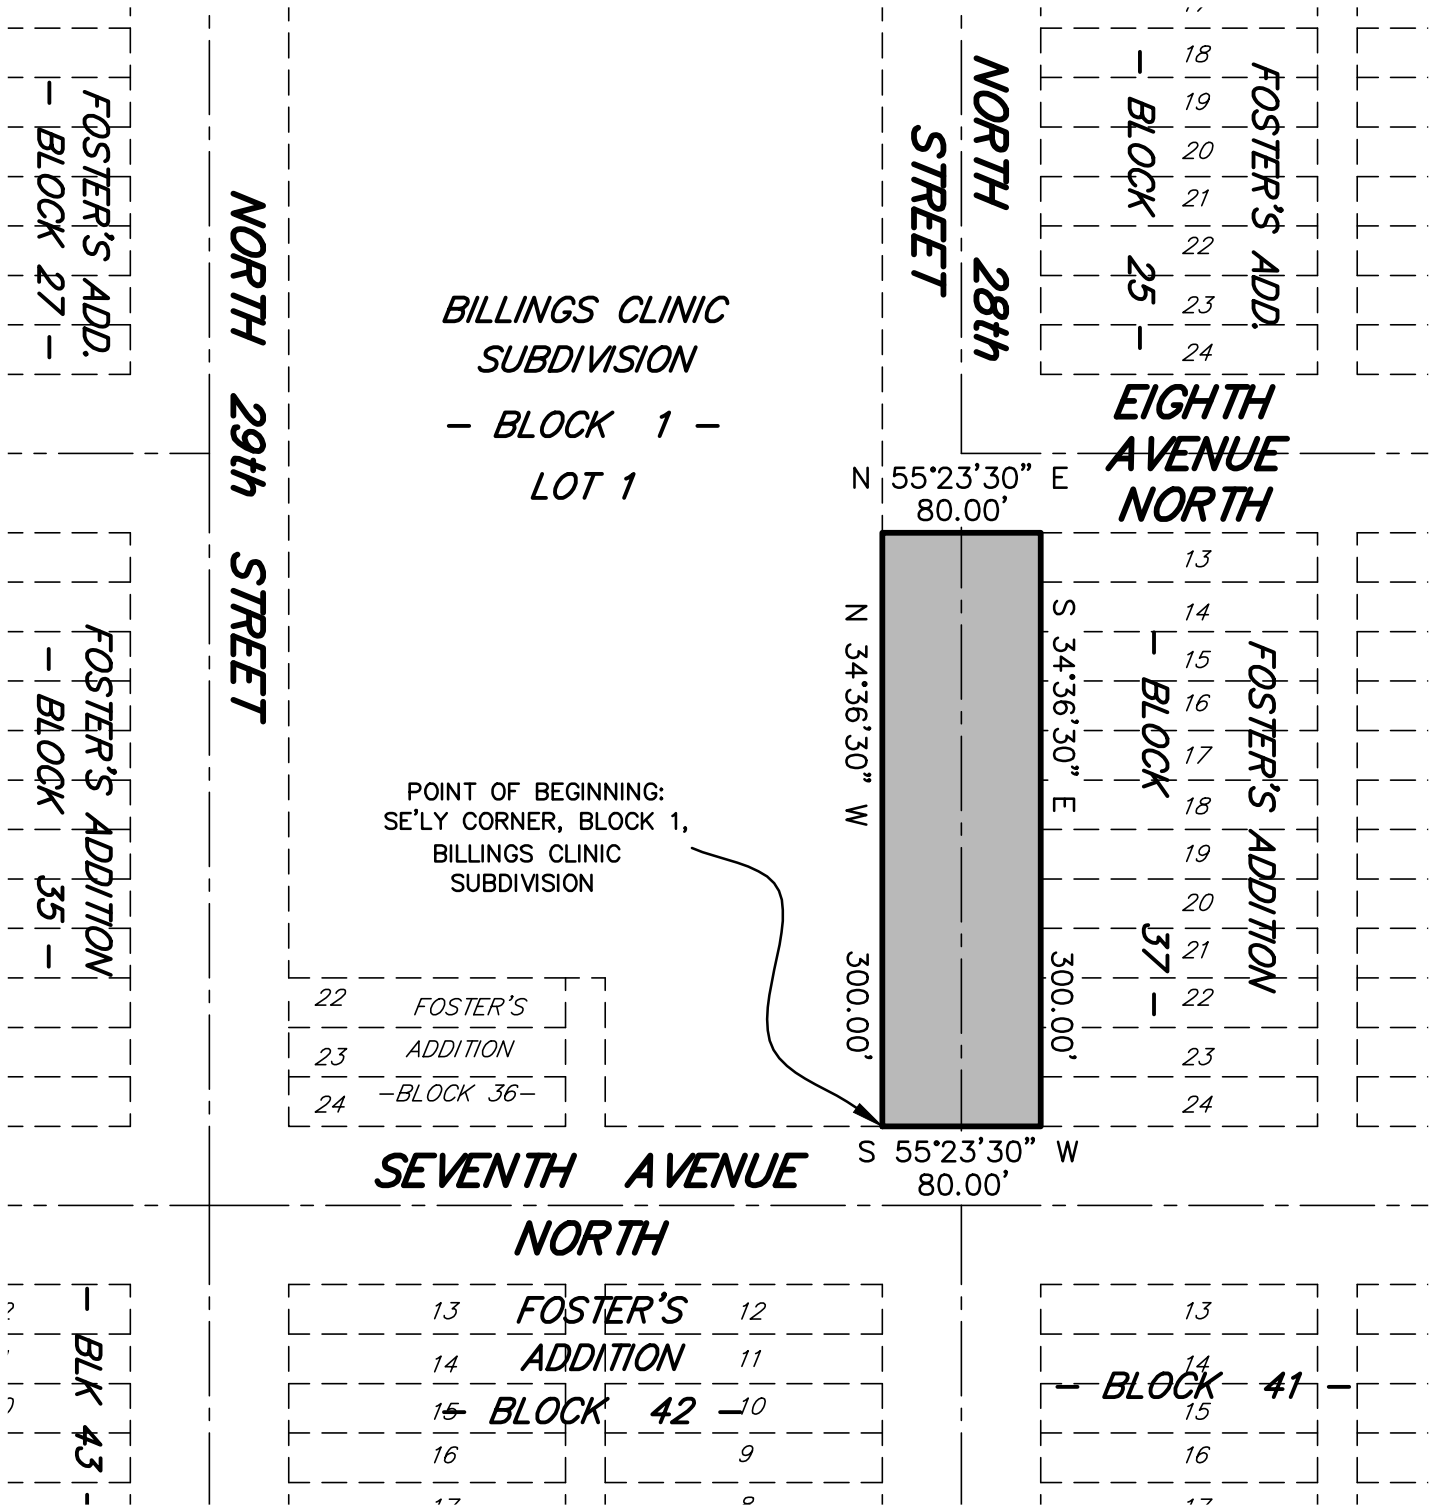 FOSTER'S ADD.
— BLOCK 27 —
NORTH 29th STREET
BILLINGS CLINIC
SUBDIVISION
— BLOCK 1 —
LOT 1
NORTH 28th
STREET
18
19
20
21
22
23
24
— BLOCK 25 —
FOSTER'S ADD.
EIGHTH
AVENUE
NORTH
N 55°23'30" E
80.00'
N 34°36'30" W 300.00'
S 34°36'30" E 300.00'
13
14
15
16
17
18
19
20
21
22
23
24
— BLOCK 37 —
FOSTER'S ADDITION
FOSTER'S ADDITION
— BLOCK 35 —
POINT OF BEGINNING:
SE'LY CORNER, BLOCK 1,
BILLINGS CLINIC
SUBDIVISION
22 FOSTER'S
23 ADDITION
24 —BLOCK 36—
S 55°23'30" W
80.00'
SEVENTH AVENUE
NORTH
— BLK 43 —
13 FOSTER'S 12
14 ADDITION 11
15 — BLOCK 42 — 10
16 9
13
14
— BLOCK 41 —
15
16